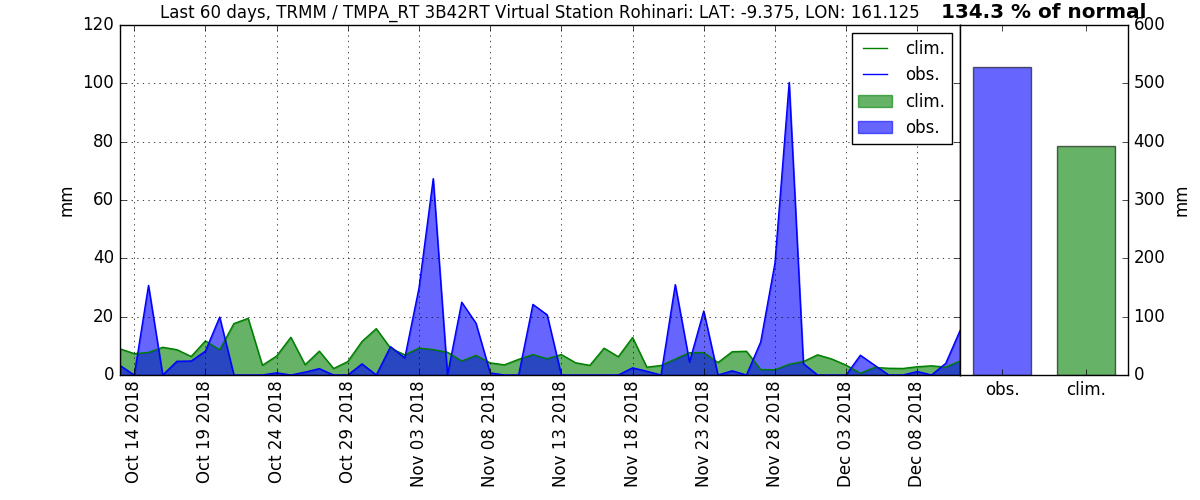 Last 60 days, TRMM / TMPA_RT 3B42RT Virtual Station Rohinari: LAT: -9.375, LON: 161.125
134.3 % of normal
120
100
80
60
40
20
0
mm
clim.
obs.
clim.
obs.
600
500
400
300
200
100
0
mm
Oct 14 2018
Oct 19 2018
Oct 24 2018
Oct 29 2018
Nov 03 2018
Nov 08 2018
Nov 13 2018
Nov 18 2018
Nov 23 2018
Nov 28 2018
Dec 03 2018
Dec 08 2018
obs.
clim.